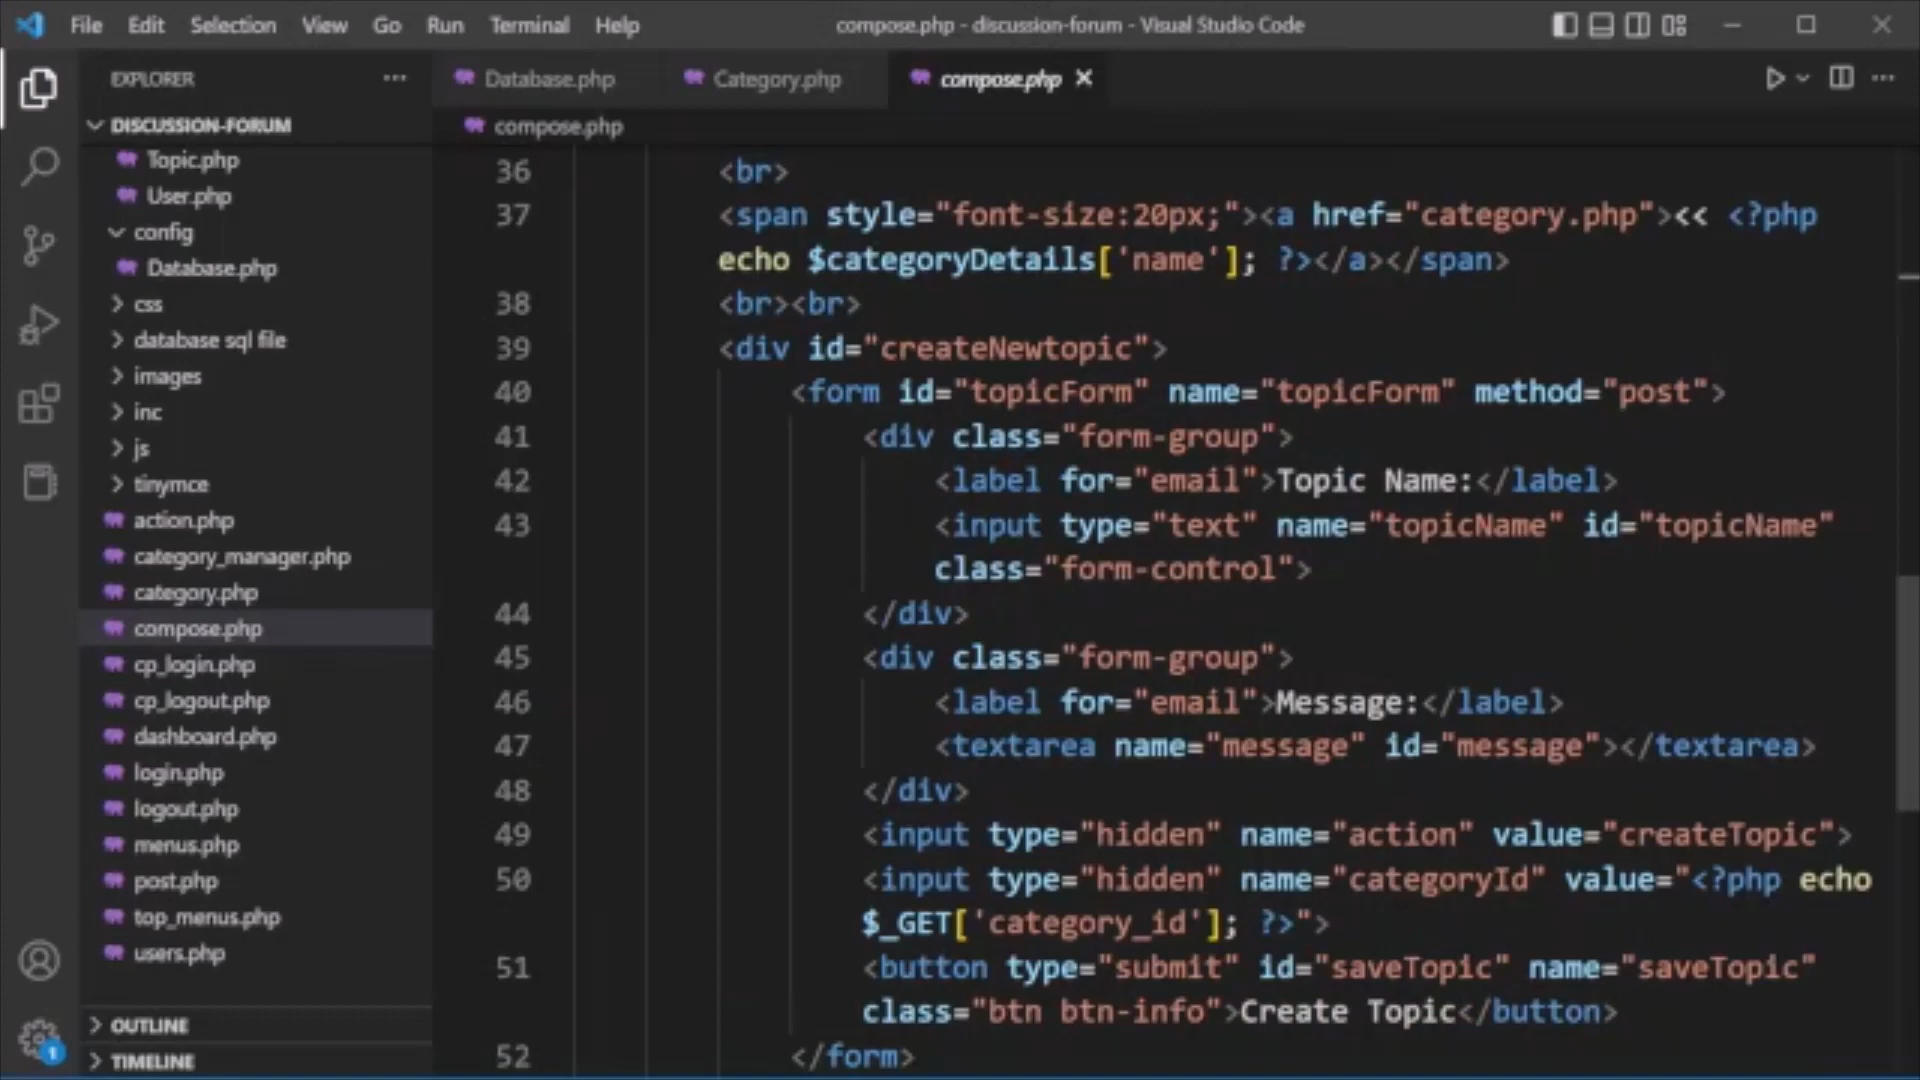 File Edit Selection View Go Run Terminal Help
compose.php - discussion-forum - Visual Studio Code
EXPLORER
DISCUSSION-FORUM
Topic.php
User.php
config
Database.php
css
database sql file
images
inc
js
tinymce
action.php
category_manager.php
category.php
compose.php
cp_login.php
cp_logout.php
dashboard.php
login.php
logout.php
menus.php
post.php
top_menus.php
users.php
OUTLINE
TIMELINE
1
Database.php Category.php compose.php
compose.php
36 <br>
37 <span style="font-size:20px;"><a href="category.php"><< <?php
echo $categoryDetails['name']; ?></a></span>
38 <br><br>
39 <div id="createNewtopic">
40 <form id="topicForm" name="topicForm" method="post">
41 <div class="form-group">
42 <label for="email">Topic Name:</label>
43 <input type="text" name="topicName" id="topicName"
class="form-control">
44 </div>
45 <div class="form-group">
46 <label for="email">Message:</label>
47 <textarea name="message" id="message"></textarea>
48 </div>
49 <input type="hidden" name="action" value="createTopic">
50 <input type="hidden" name="categoryId" value="<?php echo
$_GET['category_id']; ?>">
51 <button type="submit" id="saveTopic" name="saveTopic"
class="btn btn-info">Create Topic</button>
52 </form>